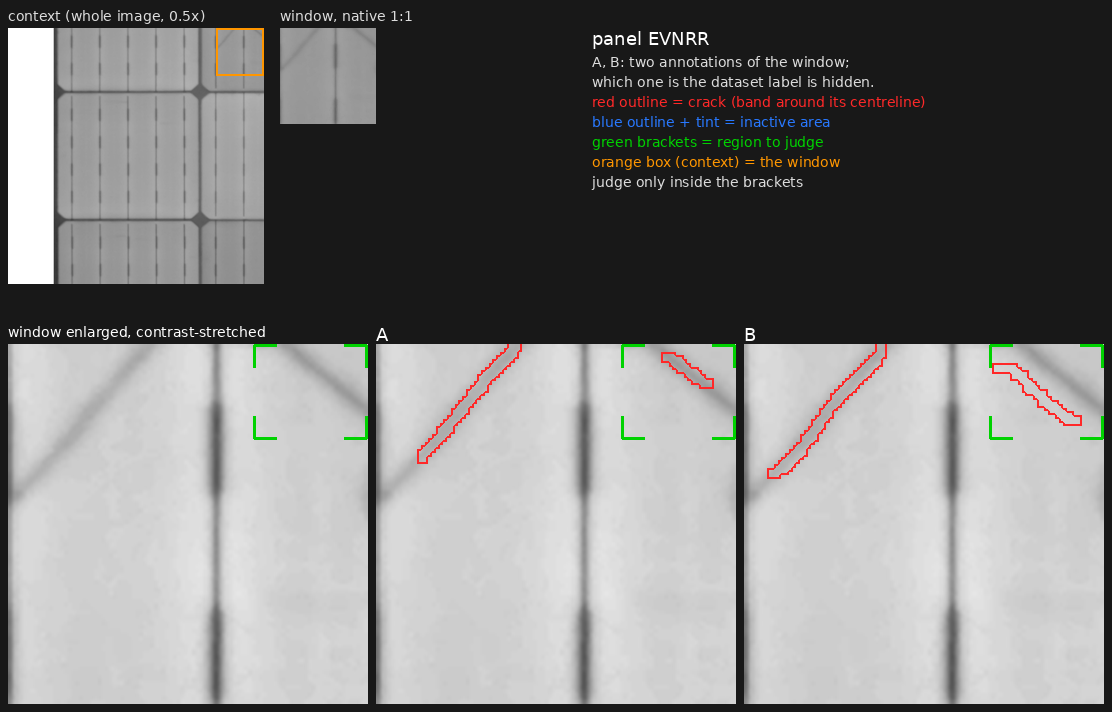 context (whole image, 0.5x)
window, native 1:1
panel EVNRR
A, B: two annotations of the window;
which one is the dataset label is hidden.
red outline = crack (band around its centreline)
blue outline + tint = inactive area
green brackets = region to judge
orange box (context) = the window
judge only inside the brackets
window enlarged, contrast-stretched
A
B